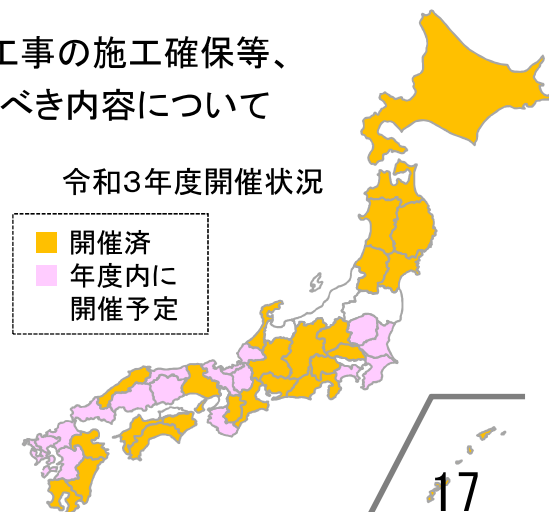 工事の施工確保等、
べき内容について
令和３年度開催状況
開催済
年度内に
開催予定
17